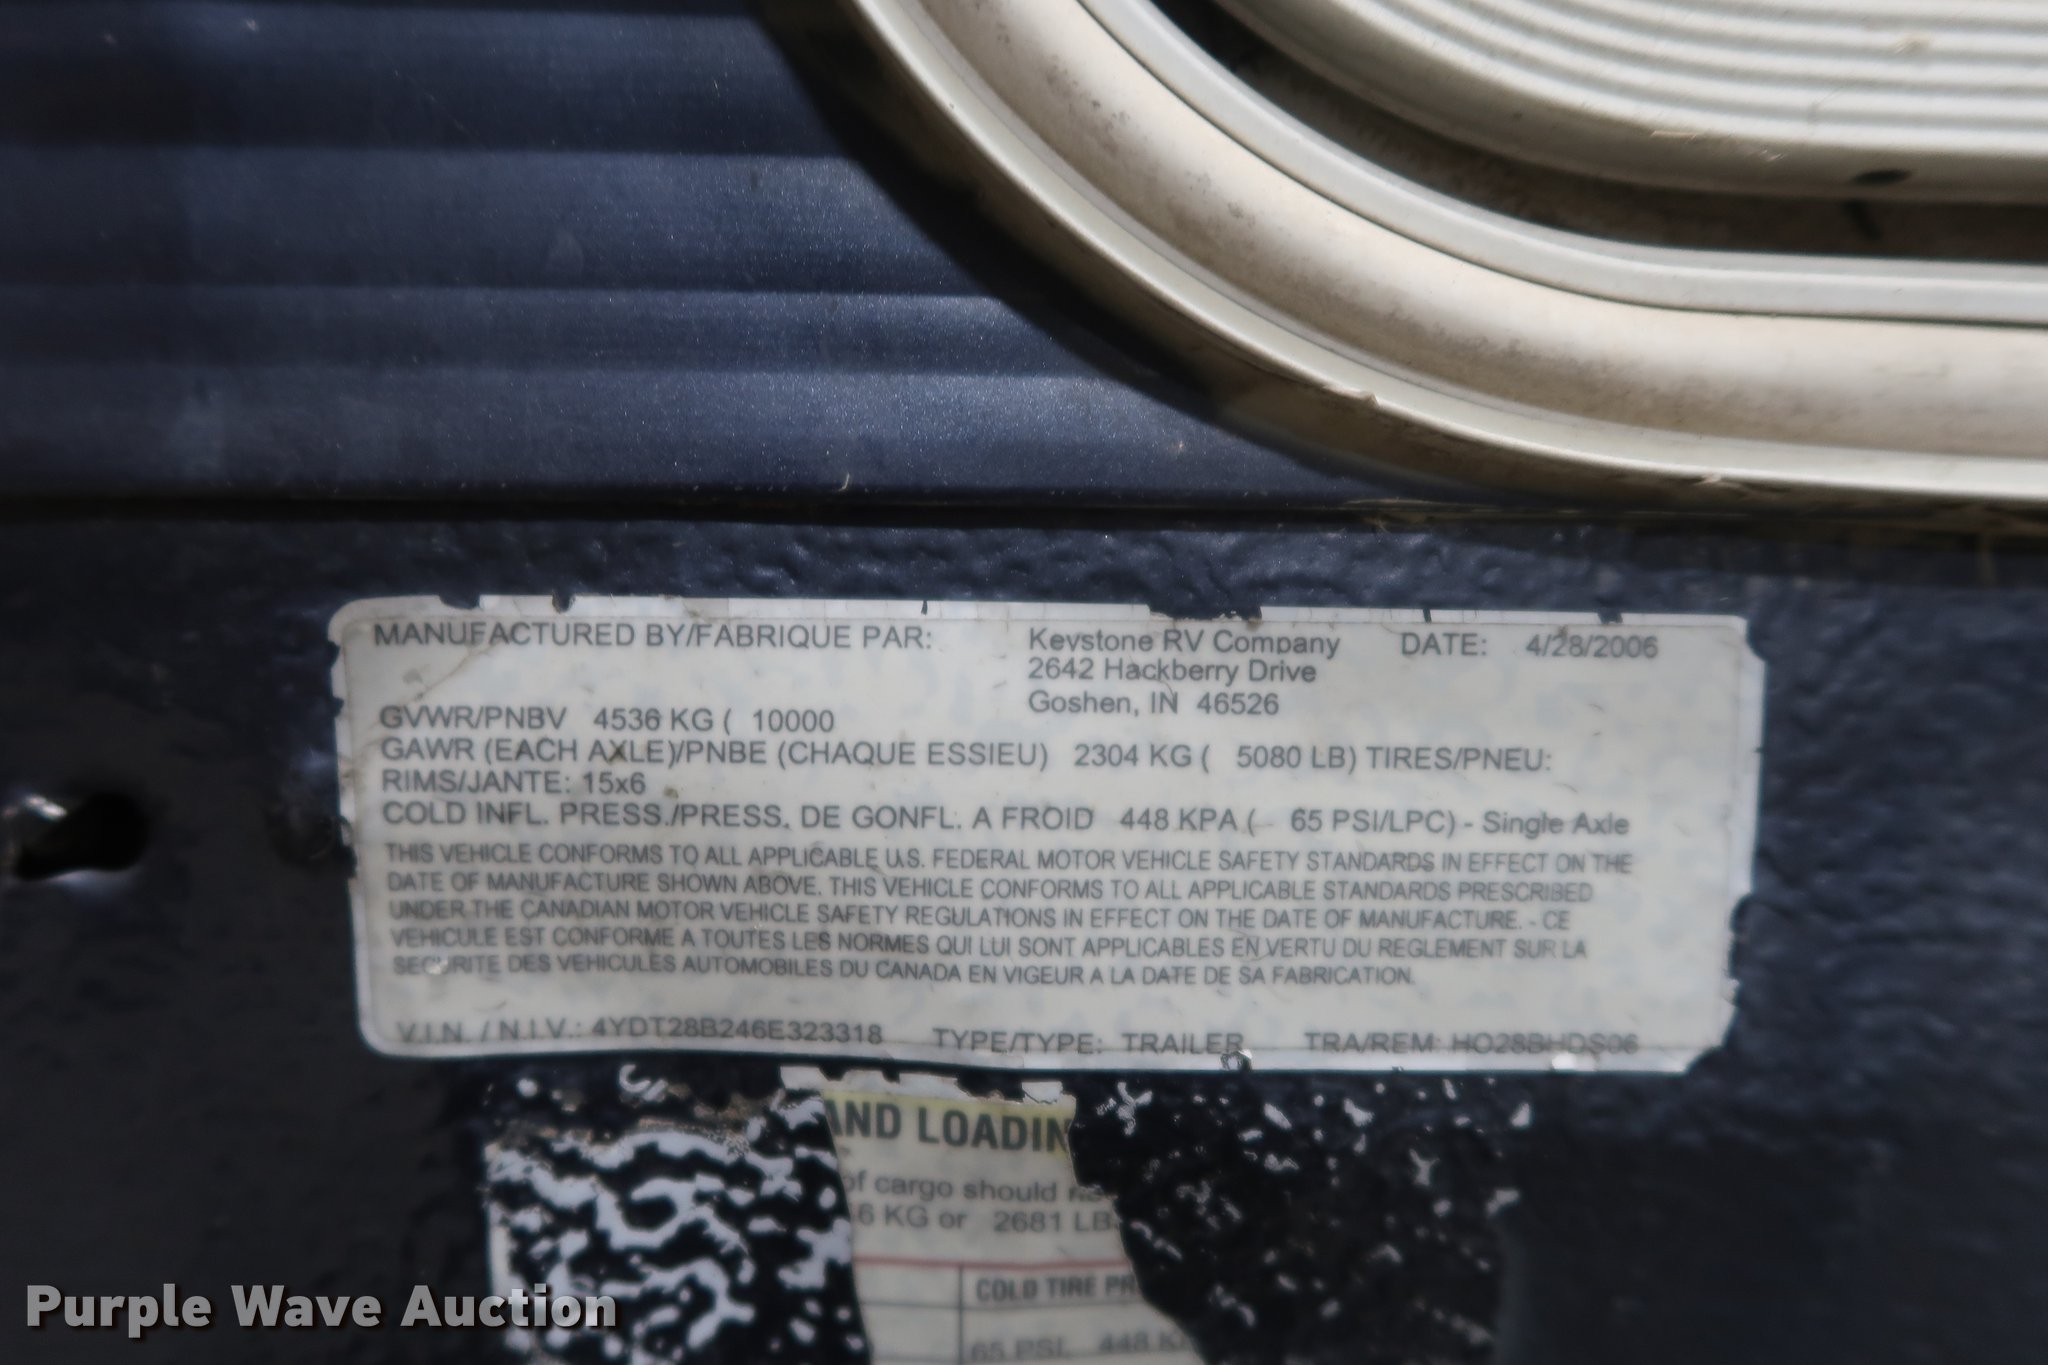 MANUFACTURED BY/FABRIQUE PAR: Keystone RV Company DATE: 4/28/2006
2642 Hackberry Drive
Goshen, IN 46526
GVWR/PNBV 4536 KG ( 10000
GAWR (EACH AXLE)/PNBE (CHAQUE ESSIEU) 2304 KG ( 5080 LB) TIRES/PNEU:
RIMS/JANTE: 15x6
COLD INFL. PRESS./PRESS. DE GONFL. A FROID 448 KPA ( 65 PSI/LPC) - Single Axle
THIS VEHICLE CONFORMS TO ALL APPLICABLE U.S. FEDERAL MOTOR VEHICLE SAFETY STANDARDS IN EFFECT ON THE
DATE OF MANUFACTURE SHOWN ABOVE. THIS VEHICLE CONFORMS TO ALL APPLICABLE STANDARDS PRESCRIBED
UNDER THE CANADIAN MOTOR VEHICLE SAFETY REGULATIONS IN EFFECT ON THE DATE OF MANUFACTURE. - CE
VEHICULE EST CONFORME A TOUTES LES NORMES QUI LUI SONT APPLICABLES EN VERTU DU REGLEMENT SUR LA
SECURITE DES VEHICULES AUTOMOBILES DU CANADA EN VIGEUR A LA DATE DE SA FABRICATION.
V.I.N. / N.I.V.: 4YDT28B246E323318 TYPE/TYPE: TRAILER TRA/REM: HO28BHDS06
AND LOADIN
of cargo should
6 KG or 2681 LB
COLD TIRE PR
65 PSI 448 K
Purple Wave Auction